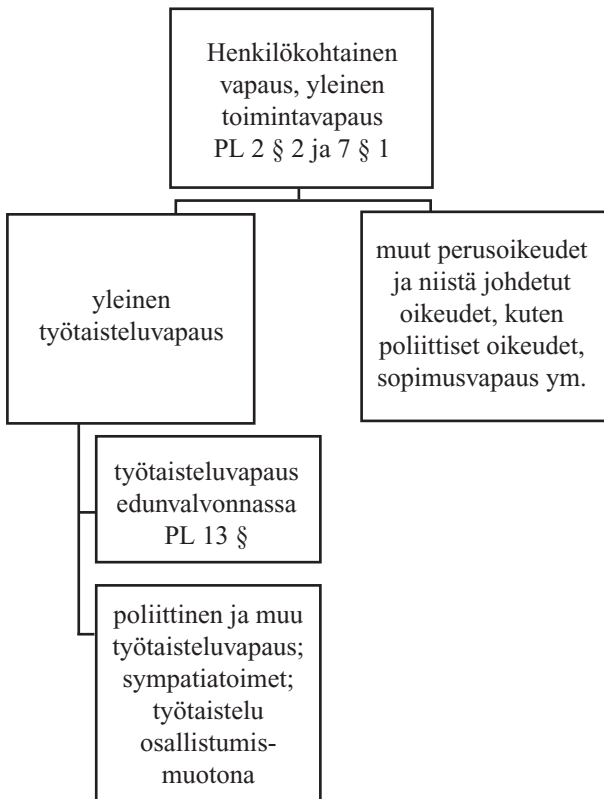 Henkilökohtainen
vapaus, yleinen
toimintavapaus
PL 2 § 2 ja 7 § 1
yleinen
työtaisteluvapaus
muut perusoikeudet
ja niistä johdetut
oikeudet, kuten
poliittiset oikeudet,
sopimusvapaus ym.
työtaisteluvapaus
edunvalvonnassa
PL 13 §
poliittinen ja muu
työtaisteluvapaus;
sympatiatoimet;
työtaistelu
osallistumis-
muotona